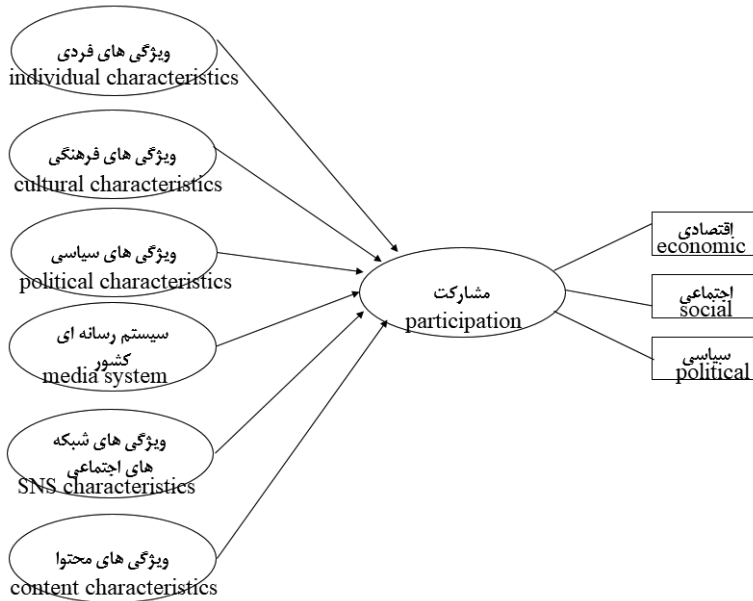 ویژگی های فردی
individual characteristics
ویژگی های فرهنگی
cultural characteristics
ویژگی های سیاسی
political characteristics
سیستم رسانه ای
کشور
media system
ویژگی های شبکه
های اجتماعی
SNS characteristics
ویژگی های محتوا
content characteristics
مشارکت
participation
اقتصادی
economic
اجتماعی
social
سیاسی
political